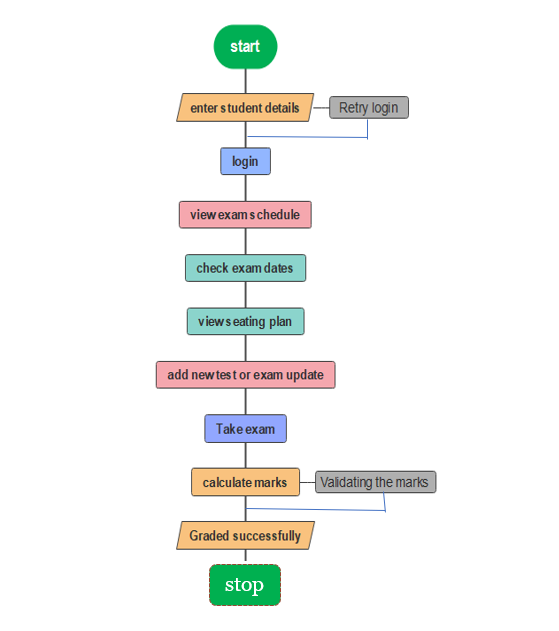 start
enter student details
Retry login
login
view exam schedule
check exam dates
view seating plan
add new test or exam update
Take exam
calculate marks
Validating the marks
Graded successfully
stop